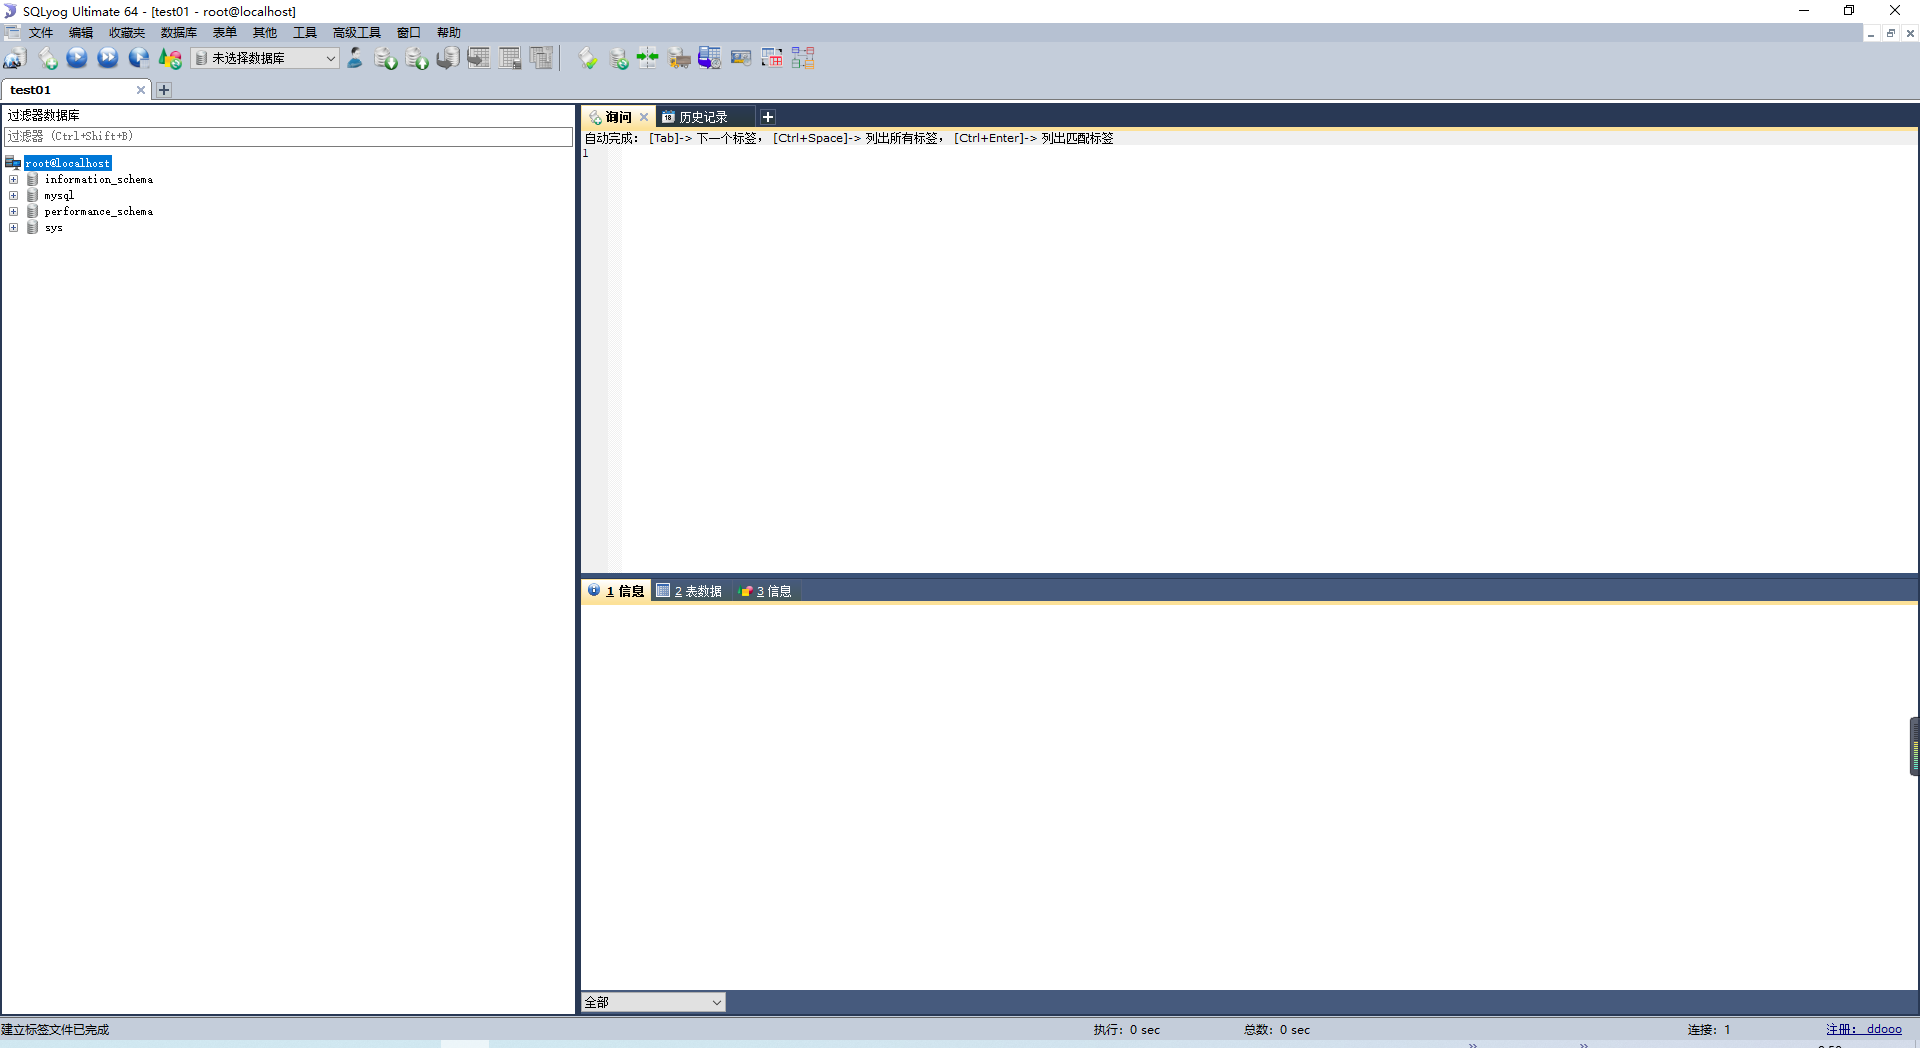 SQLyog Ultimate 64 - [test01 - root@localhost]
文件 编辑 收藏夹 数据库 表单 其他 工具 高级工具 窗口 帮助
未选择数据库
test01
过滤器数据库
过滤器 (Ctrl+Shift+B)
root@localhost
information_schema
mysql
performance_schema
sys
询问 历史记录
自动完成： [Tab]-> 下一个标签， [Ctrl+Space]-> 列出所有标签， [Ctrl+Enter]-> 列出匹配标签
1
1 信息 2 表数据 3 信息
全部
建立标签文件已完成 执行：0 sec 总数：0 sec 连接：1 注册： ddooo